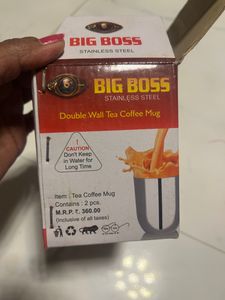 BIG BOSS
STAINLESS STEEL
BIG BOSS
STAINLESS STEEL
Double Wall Tea Coffee Mug
!
CAUTION
Don't Keep
in Water for
Long Time
Item : Tea Coffee Mug
Contains : 2 pcs.
M.R.P. ₹. 360.00
(Inclusive of all taxes)